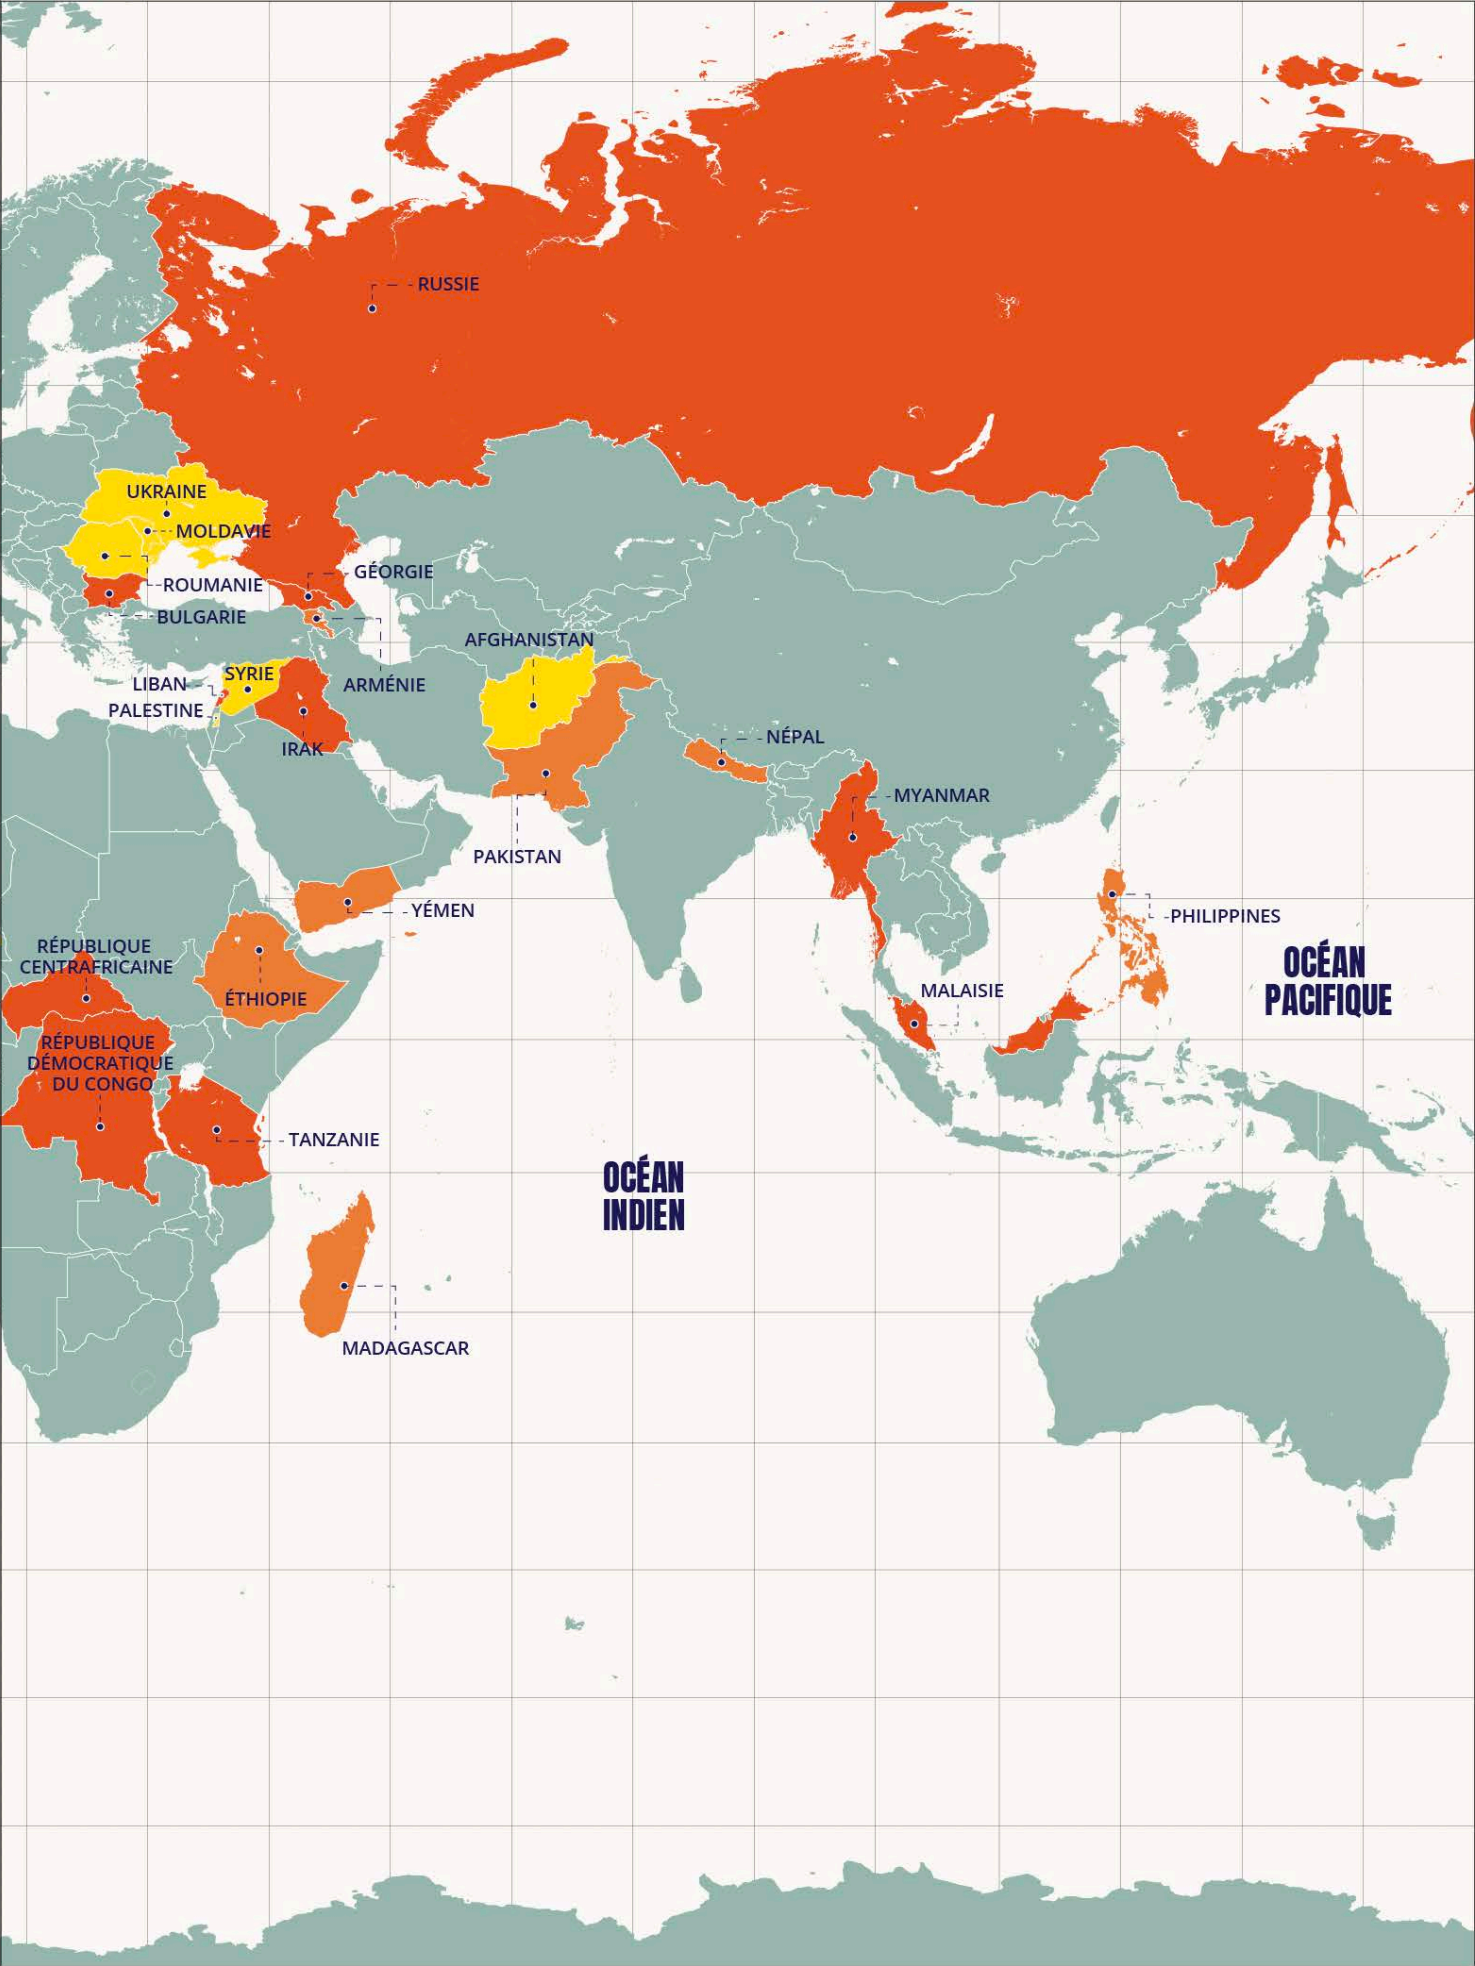 RUSSIE
UKRAINE
MOLDAVIE
GÉORGIE
ROUMANIE
BULGARIE
AFGHANISTAN
SYRIE
LIBAN
ARMÉNIE
PALESTINE
IRAK
NÉPAL
MYANMAR
PAKISTAN
YÉMEN
PHILIPPINES
RÉPUBLIQUE
CENTRAFRICAINE
OCÉAN
PACIFIQUE
ÉTHIOPIE
MALAISIE
RÉPUBLIQUE
DÉMOCRATIQUE
DU CONGO
TANZANIE
OCÉAN
INDIEN
MADAGASCAR